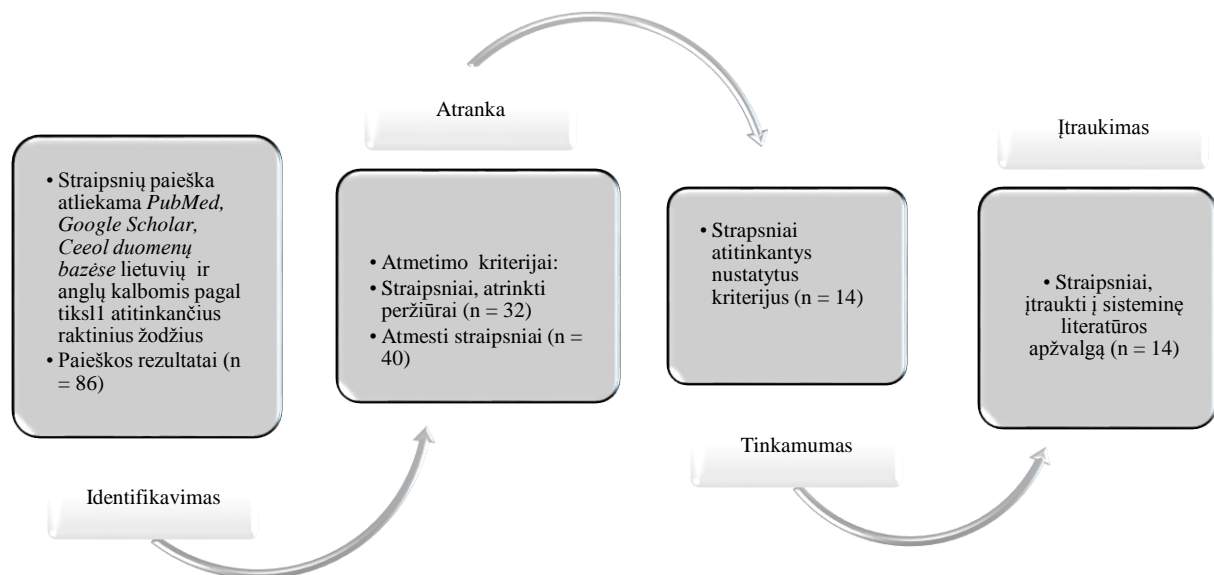 Atranka
Įtraukimas
• Straipsnių paieška
atliekama PubMed,
Google Scholar,
Ceeol duomenų
bazėse lietuvių ir
anglų kalbomis pagal
tiksl1 atitinkančius
raktinius žodžius
• Paieškos rezultatai (n
= 86)
Identifikavimas
• Atmetimo kriterijai:
• Straipsniai, atrinkti
peržiūrai (n = 32)
• Atmesti straipsniai (n =
40)
• Strapsniai
atitinkantys
nustatytus
kriterijus (n = 14)
Tinkamumas
• Straipsniai,
įtraukti į sisteminę
literatūros
apžvalgą (n = 14)